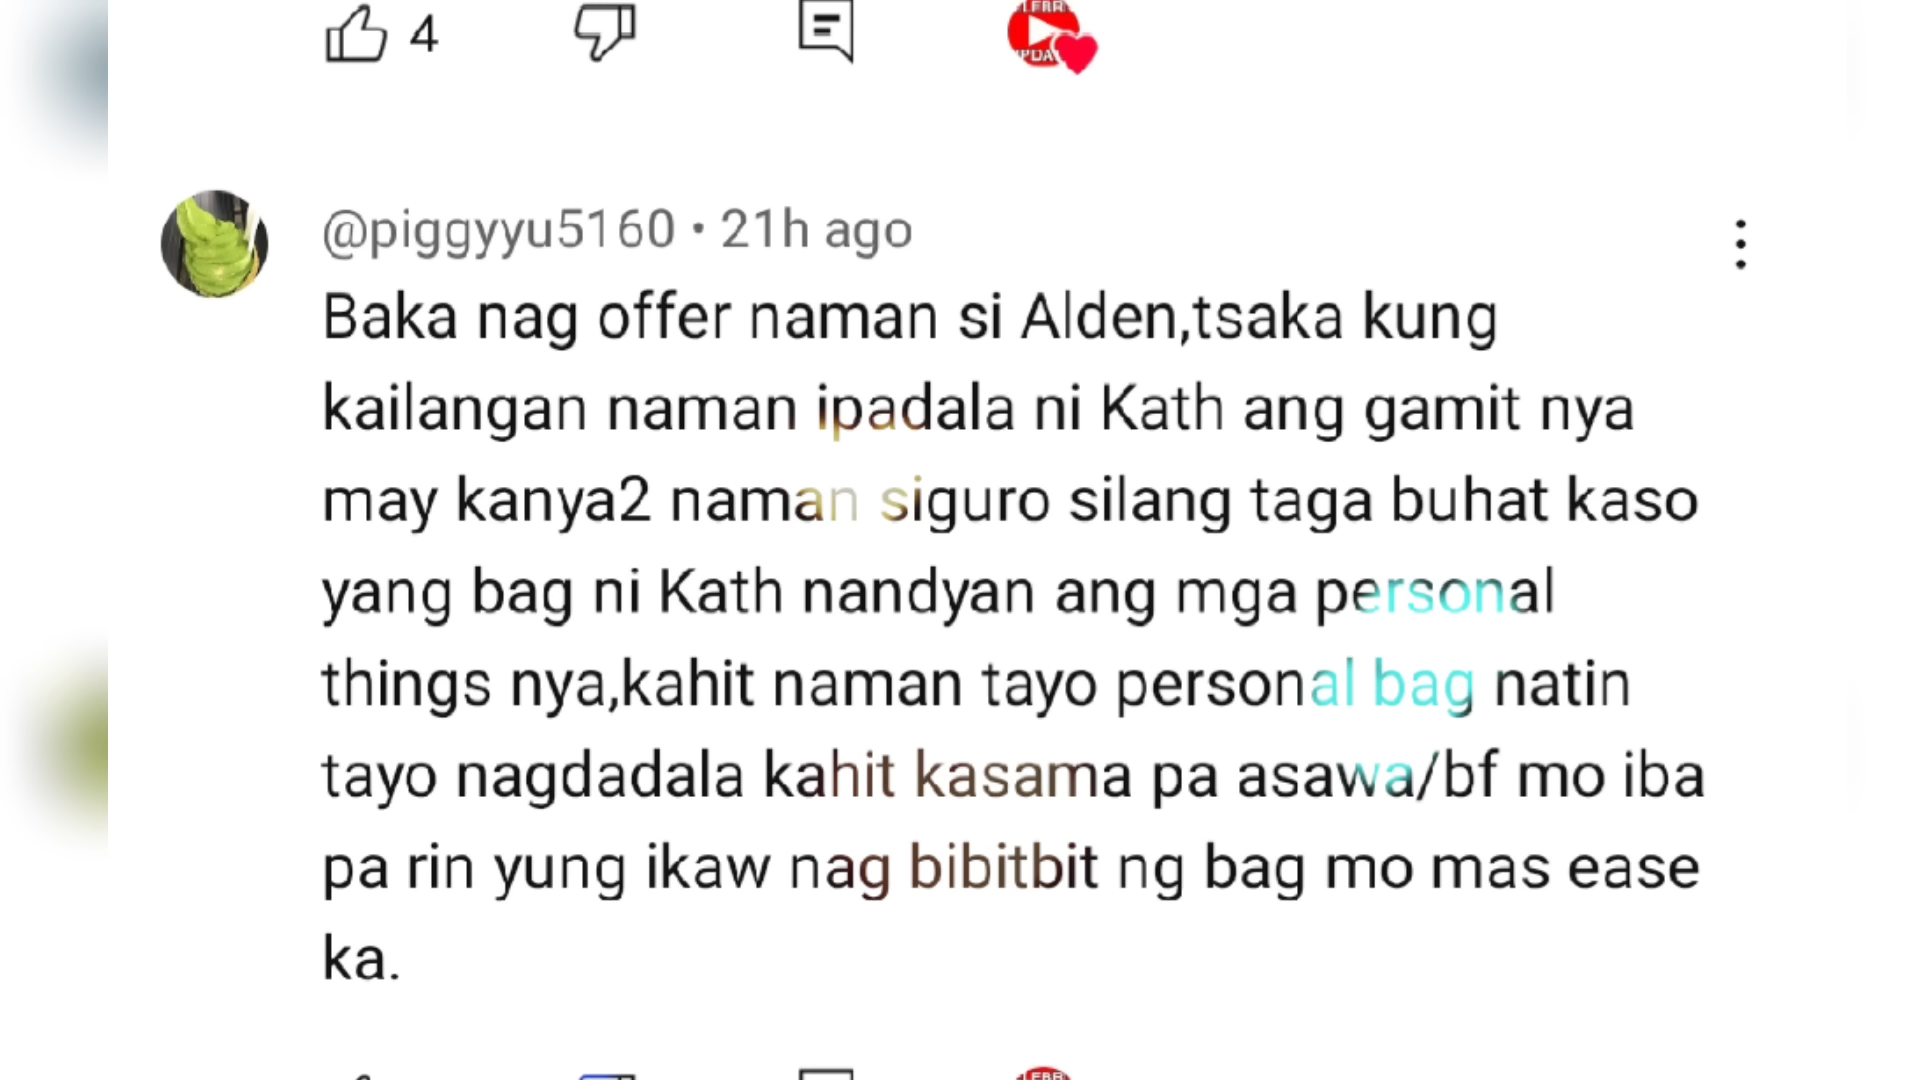 4
@piggyyu5160 • 21h ago
Baka nag offer naman si Alden,tsaka kung
kailangan naman ipadala ni Kath ang gamit nya
may kanya2 naman siguro silang taga buhat kaso
yang bag ni Kath nandyan ang mga personal
things nya,kahit naman tayo personal bag natin
tayo nagdadala kahit kasama pa asawa/bf mo iba
pa rin yung ikaw nag bibitbit ng bag mo mas ease
ka.